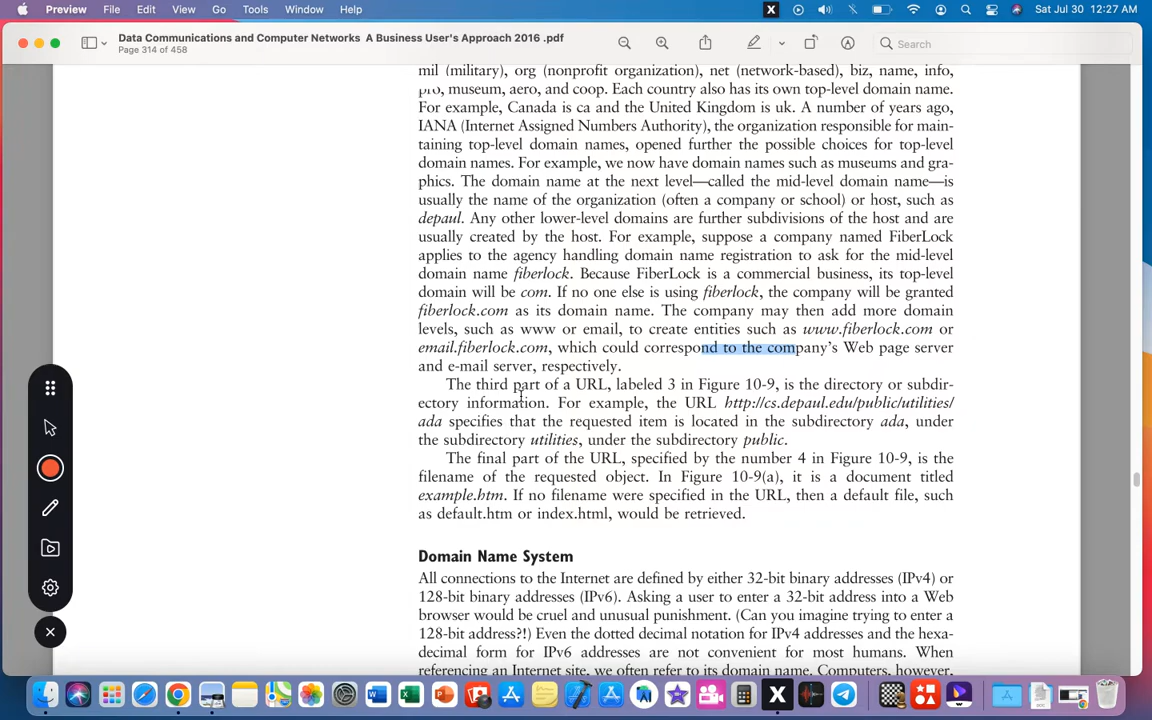 Preview File Edit View Go Tools Window Help X Sat Jul 30 12:27 AM
Data Communications and Computer Networks A Business User's Approach 2016 .pdf
Page 314 of 458
Search
mil (military), org (nonprofit organization), net (network-based), biz, name, info,
pro, museum, aero, and coop. Each country also has its own top-level domain name.
For example, Canada is ca and the United Kingdom is uk. A number of years ago,
IANA (Internet Assigned Numbers Authority), the organization responsible for main-
taining top-level domain names, opened further the possible choices for top-level
domain names. For example, we now have domain names such as museums and gra-
phics. The domain name at the next level—called the mid-level domain name—is
usually the name of the organization (often a company or school) or host, such as
depaul. Any other lower-level domains are further subdivisions of the host and are
usually created by the host. For example, suppose a company named FiberLock
applies to the agency handling domain name registration to ask for the mid-level
domain name fiberlock. Because FiberLock is a commercial business, its top-level
domain will be com. If no one else is using fiberlock, the company will be granted
fiberlock.com as its domain name. The company may then add more domain
levels, such as www or email, to create entities such as www.fiberlock.com or
email.fiberlock.com, which could correspond to the company's Web page server
and e-mail server, respectively.
The third part of a URL, labeled 3 in Figure 10-9, is the directory or subdir-
ectory information. For example, the URL http://cs.depaul.edu/public/utilities/
ada specifies that the requested item is located in the subdirectory ada, under
the subdirectory utilities, under the subdirectory public.
The final part of the URL, specified by the number 4 in Figure 10-9, is the
filename of the requested object. In Figure 10-9(a), it is a document titled
example.htm. If no filename were specified in the URL, then a default file, such
as default.htm or index.html, would be retrieved.
Domain Name System
All connections to the Internet are defined by either 32-bit binary addresses (IPv4) or
128-bit binary addresses (IPv6). Asking a user to enter a 32-bit address into a Web
browser would be cruel and unusual punishment. (Can you imagine trying to enter a
128-bit address?!) Even the dotted decimal notation for IPv4 addresses and the hexa-
decimal form for IPv6 addresses are not convenient for most humans. When
referencing an Internet site, we often refer to its domain name. Computers, however,